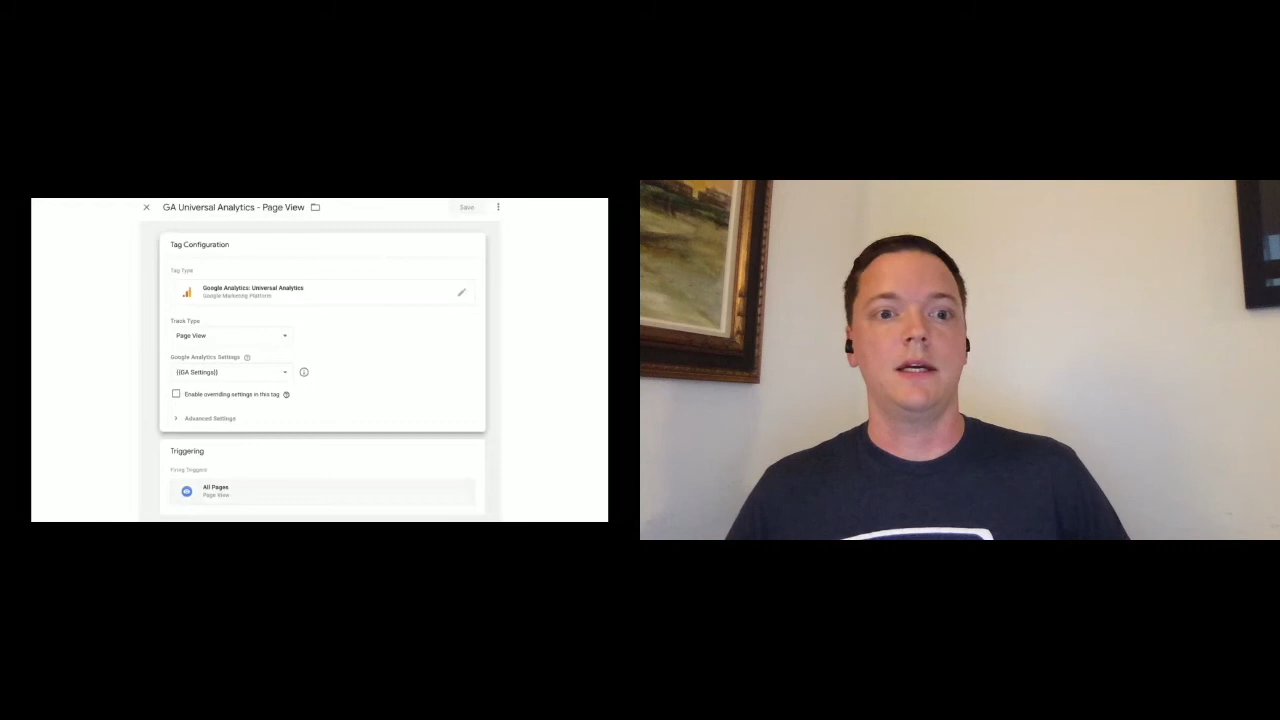 GA Universal Analytics - Page View
Save
Tag Configuration
Tag Type
Google Analytics: Universal Analytics
Google Marketing Platform
Track Type
Page View
Google Analytics Settings
{{GA Settings}}
Enable overriding settings in this tag
Advanced Settings
Triggering
Firing Triggers
All Pages
Page View